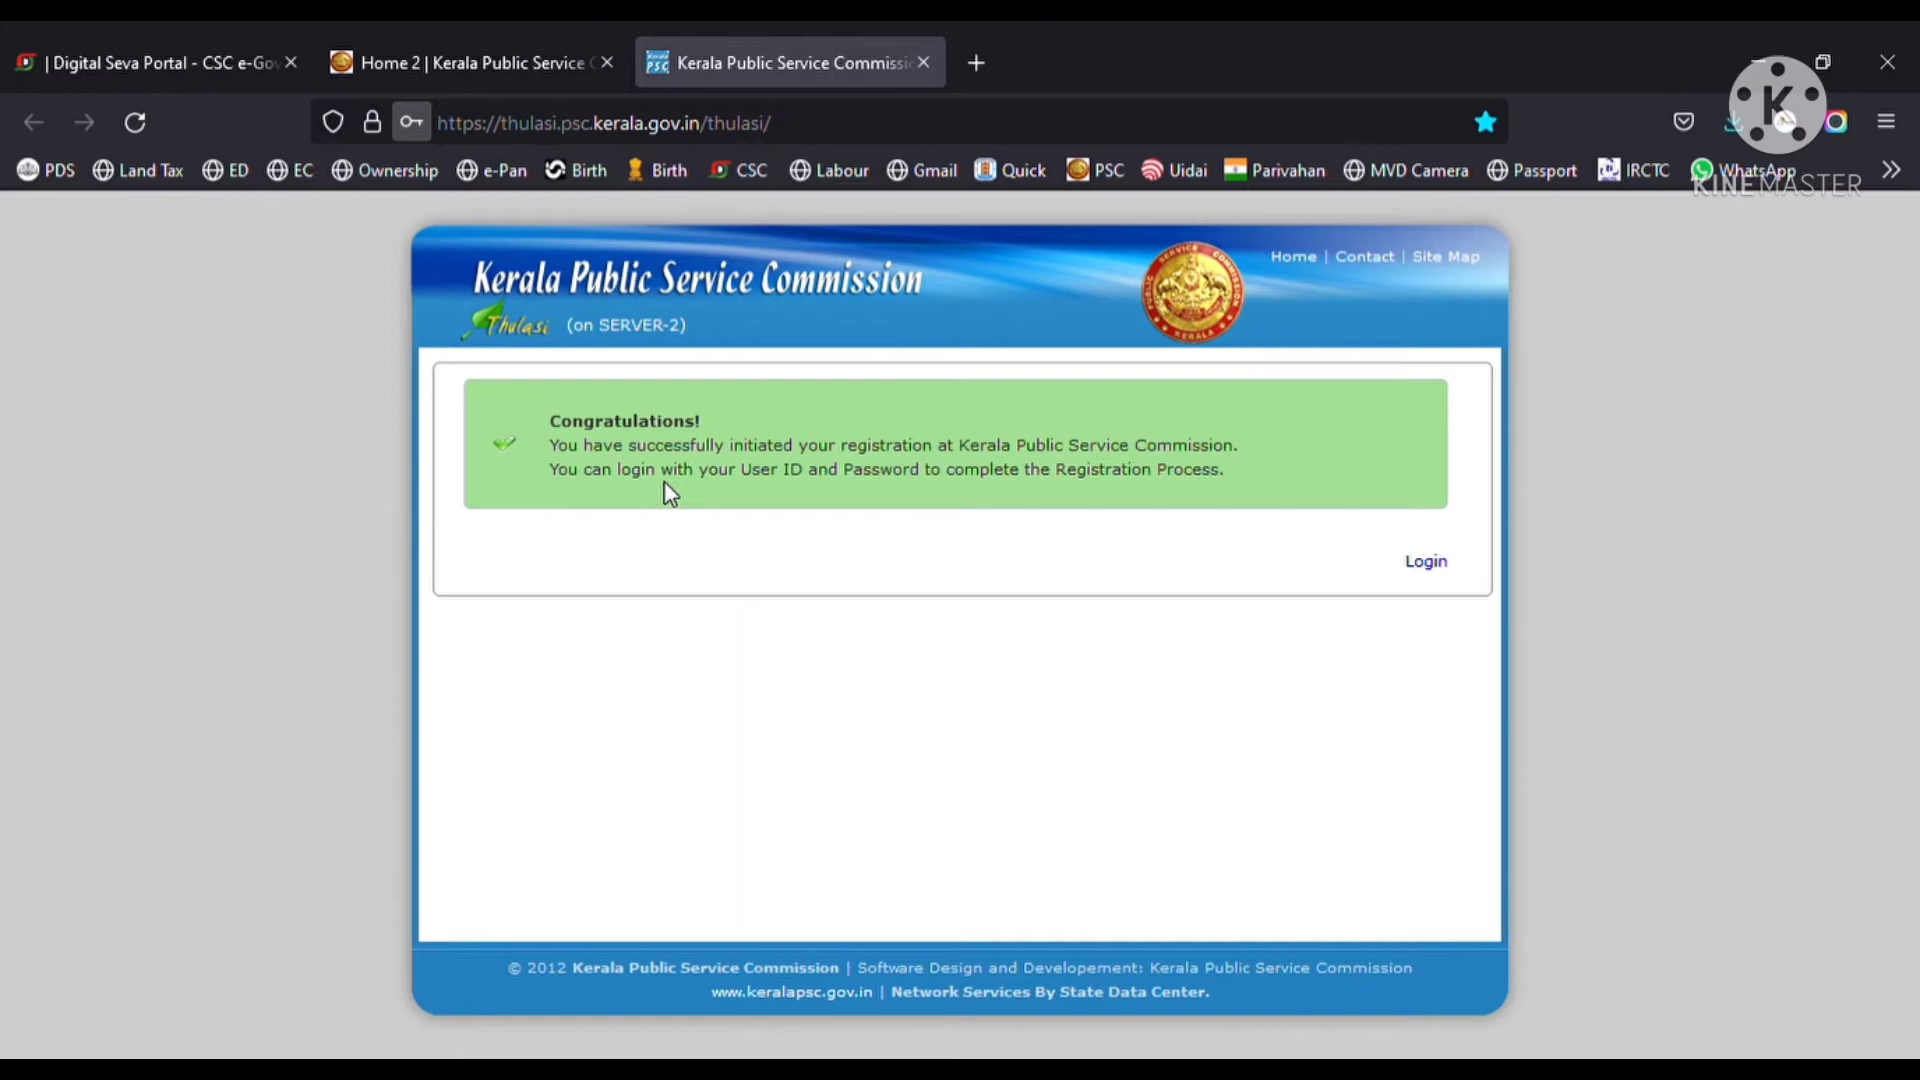 | Digital Seva Portal - CSC e-Gov
Home 2 | Kerala Public Service C
Kerala Public Service Commissi
https://thulasi.psc.kerala.gov.in/thulasi/
PDS Land Tax ED EC Ownership e-Pan Birth Birth CSC Labour Gmail Quick PSC Uidai Parivahan MVD Camera Passport IRCTC WhatsApp
K
KINEMASTER
Kerala Public Service Commission
Home | Contact | Site Map
Thulasi (on SERVER-2)
Congratulations!
You have successfully initiated your registration at Kerala Public Service Commission.
You can login with your User ID and Password to complete the Registration Process.
Login
© 2012 Kerala Public Service Commission | Software Design and Developement: Kerala Public Service Commission
www.keralapsc.gov.in | Network Services By State Data Center.